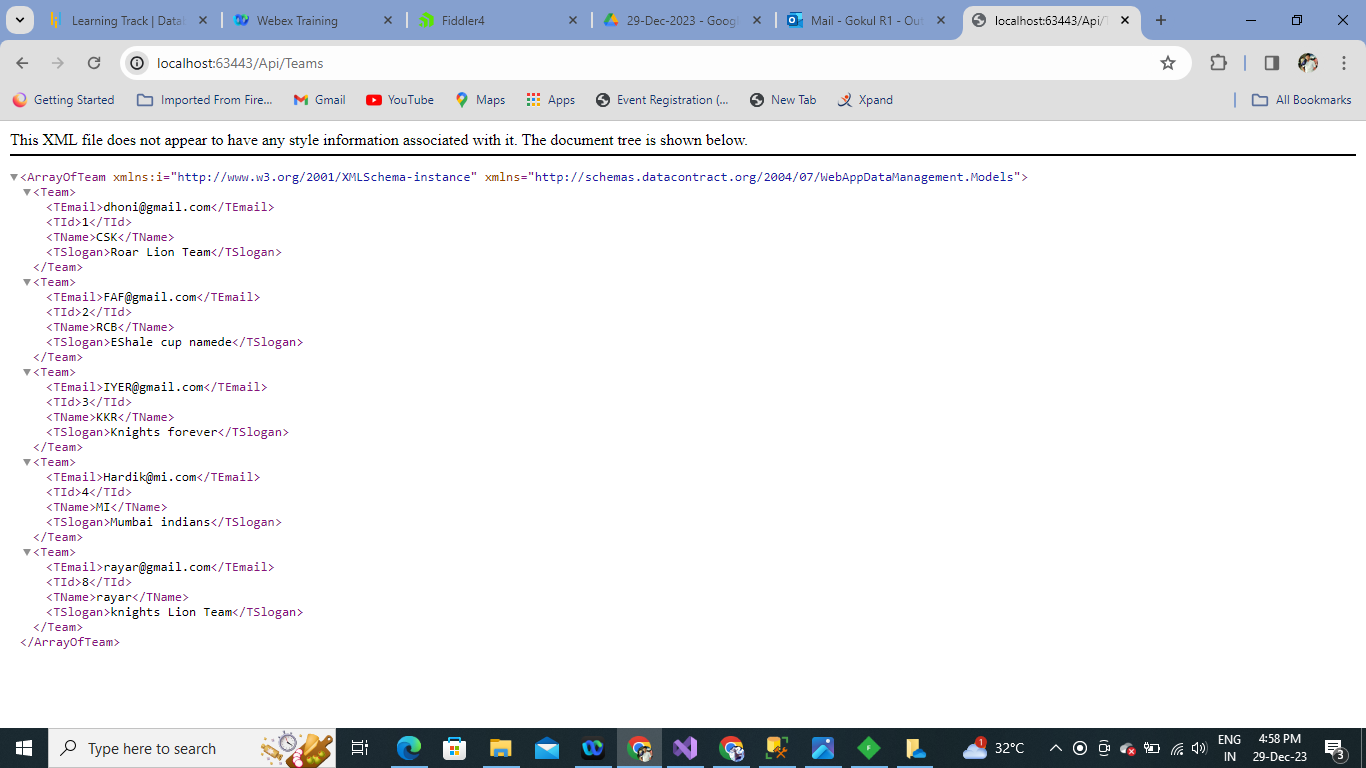 Learning Track | Data
Webex Training
Fiddler4
29-Dec-2023 - Goog
Mail - Gokul R1 - Out
localhost:63443/Api/T
localhost:63443/Api/Teams
Getting Started
Imported From Fire...
Gmail
YouTube
Maps
Apps
Event Registration (...
New Tab
Xpand
All Bookmarks
This XML file does not appear to have any style information associated with it. The document tree is shown below.
<ArrayOfTeam xmlns:i="http://www.w3.org/2001/XMLSchema-instance" xmlns="http://schemas.datacontract.org/2004/07/WebAppDataManagement.Models">
<Team>
<TEmail>dhoni@gmail.com</TEmail>
<TId>1</TId>
<TName>CSK</TName>
<TSlogan>Roar Lion Team</TSlogan>
</Team>
<Team>
<TEmail>FAF@gmail.com</TEmail>
<TId>2</TId>
<TName>RCB</TName>
<TSlogan>EShale cup namede</TSlogan>
</Team>
<Team>
<TEmail>IYER@gmail.com</TEmail>
<TId>3</TId>
<TName>KKR</TName>
<TSlogan>Knights forever</TSlogan>
</Team>
<Team>
<TEmail>Hardik@mi.com</TEmail>
<TId>4</TId>
<TName>MI</TName>
<TSlogan>Mumbai indians</TSlogan>
</Team>
<Team>
<TEmail>rayar@gmail.com</TEmail>
<TId>8</TId>
<TName>rayar</TName>
<TSlogan>knights Lion Team</TSlogan>
</Team>
</ArrayOfTeam>
Type here to search
1
32°C
ENG
IN
4:58 PM
29-Dec-23
3